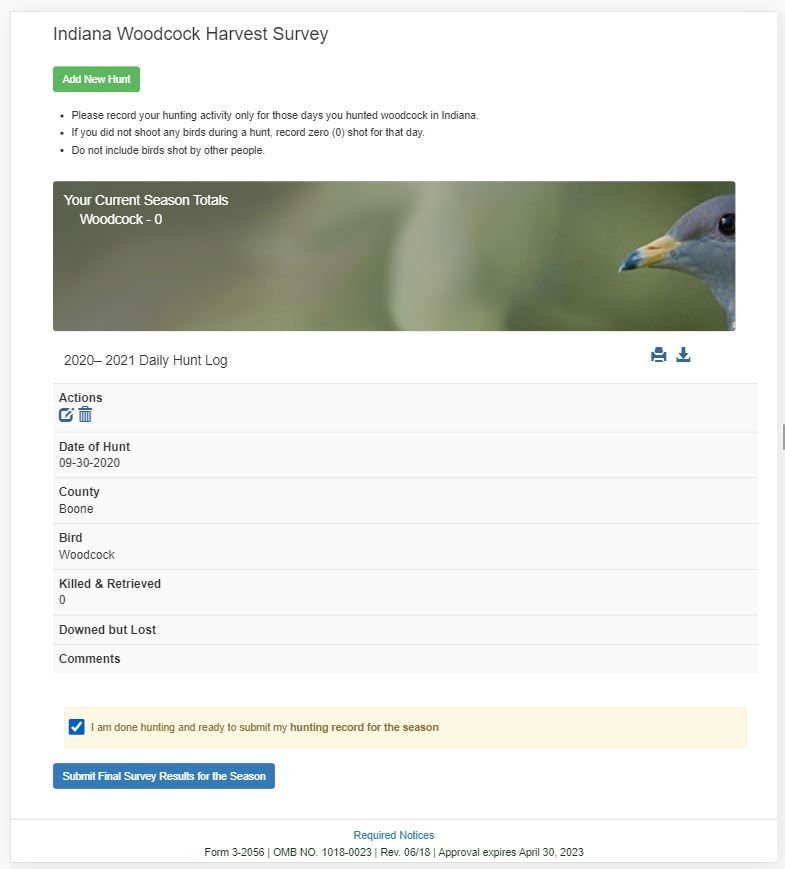 Indiana Woodcock Harvest Survey
Add New Hunt
• Please record your hunting activity only for those days you hunted woodcock in Indiana.
• If you did not shoot any birds during a hunt, record zero (0) shot for that day.
• Do not include birds shot by other people.
Your Current Season Totals
Woodcock - 0
2020– 2021 Daily Hunt Log
Actions
Date of Hunt
09-30-2020
County
Boone
Bird
Woodcock
Killed & Retrieved
0
Downed but Lost
Comments
I am done hunting and ready to submit my hunting record for the season
Submit Final Survey Results for the Season
Required Notices
Form 3-2056 | OMB NO. 1018-0023 | Rev. 06/18 | Approval expires April 30, 2023